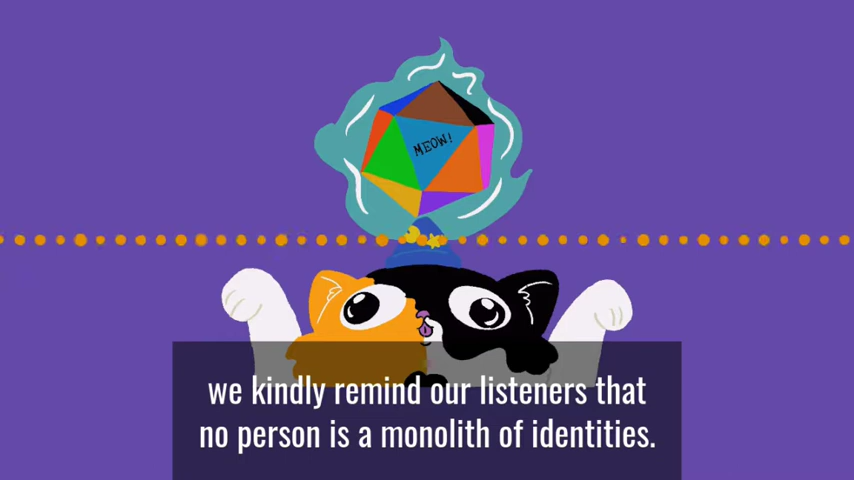 MEOW!
we kindly remind our listeners that
no person is a monolith of identities.